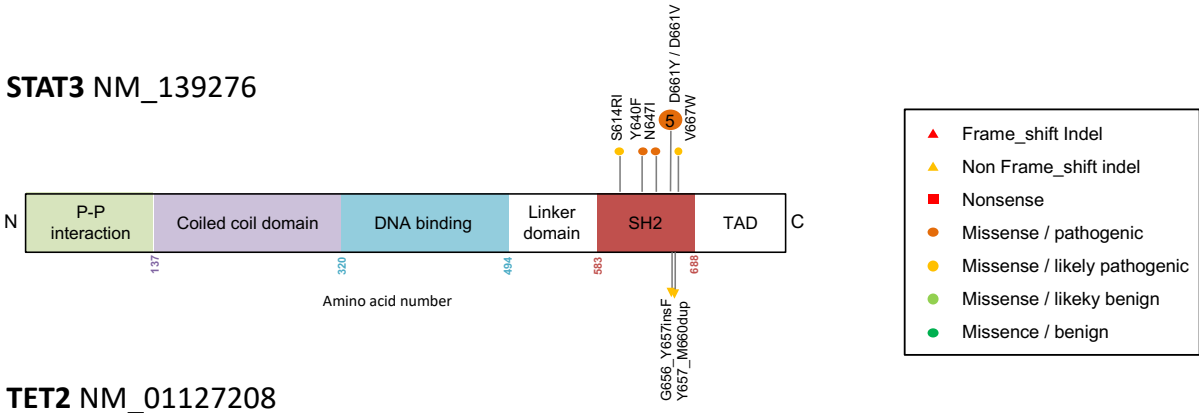 STAT3 NM_139276
S614RI
Y640F
N647I
5
D661Y / D661V
V667W
N
P-P
interaction
Coiled coil domain
DNA binding
Linker
domain
SH2
TAD
C
137
320
494
583
688
Amino acid number
G656_Y657insF
Y657_M660dup
TET2 NM_01127208
Frame_shift Indel
Non Frame_shift indel
Nonsense
Missense / pathogenic
Missense / likely pathogenic
Missense / likeky benign
Missence / benign